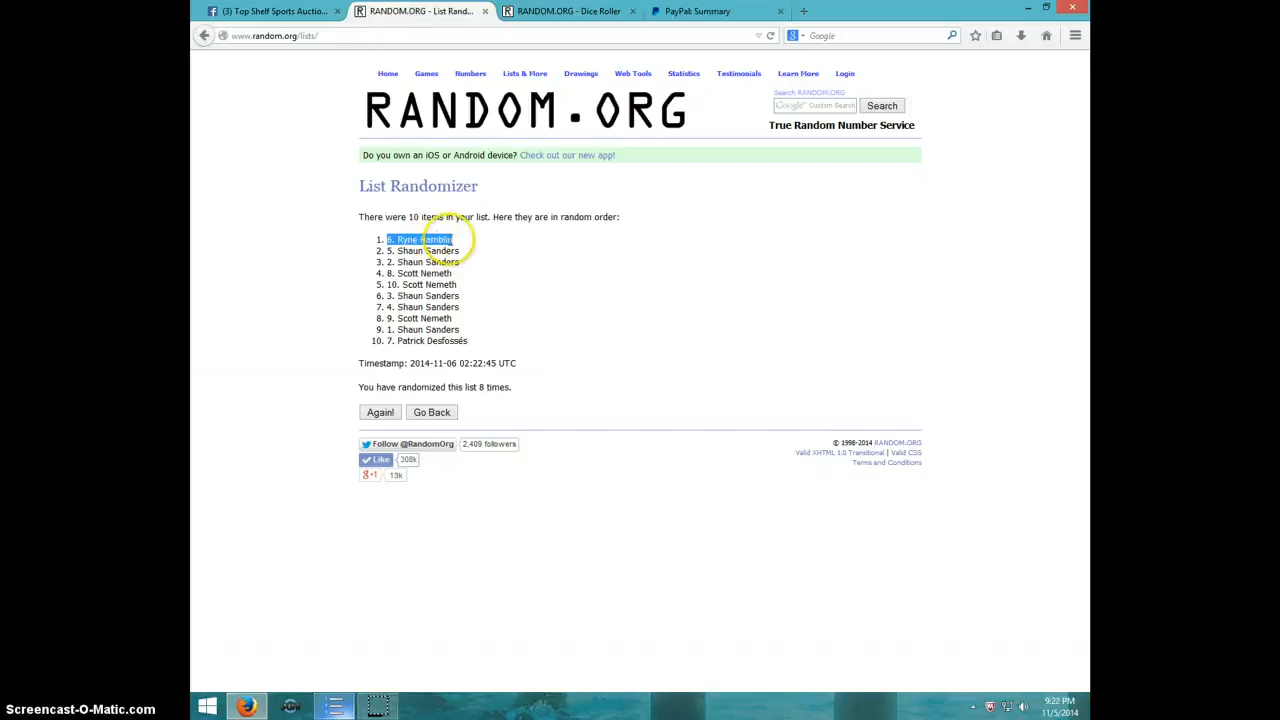 (3) Top Shelf Sports Auctio... RANDOM.ORG - List Rand... RANDOM.ORG - Dice Roller PayPal: Summary
www.random.org/lists/ Google
Home Games Numbers Lists & More Drawings Web Tools Statistics Testimonials Learn More Login
RANDOM.ORG
Search RANDOM.ORG
Google™ Custom Search Search
True Random Number Service
Do you own an iOS or Android device? Check out our new app!
List Randomizer
There were 10 items in your list. Here they are in random order:
1. 6. Ryne Hamblin
2. 5. Shaun Sanders
3. 2. Shaun Sanders
4. 8. Scott Nemeth
5. 10. Scott Nemeth
6. 3. Shaun Sanders
7. 4. Shaun Sanders
8. 9. Scott Nemeth
9. 1. Shaun Sanders
10. 7. Patrick Desfossés
Timestamp: 2014-11-06 02:22:45 UTC
You have randomized this list 8 times.
Again! Go Back
Follow @RandomOrg 2,409 followers
Like 308k
+1 13k
© 1998-2014 RANDOM.ORG
Valid XHTML 1.0 Transitional | Valid CSS
Terms and Conditions
9:22 PM
11/5/2014
Screencast-O-Matic.com